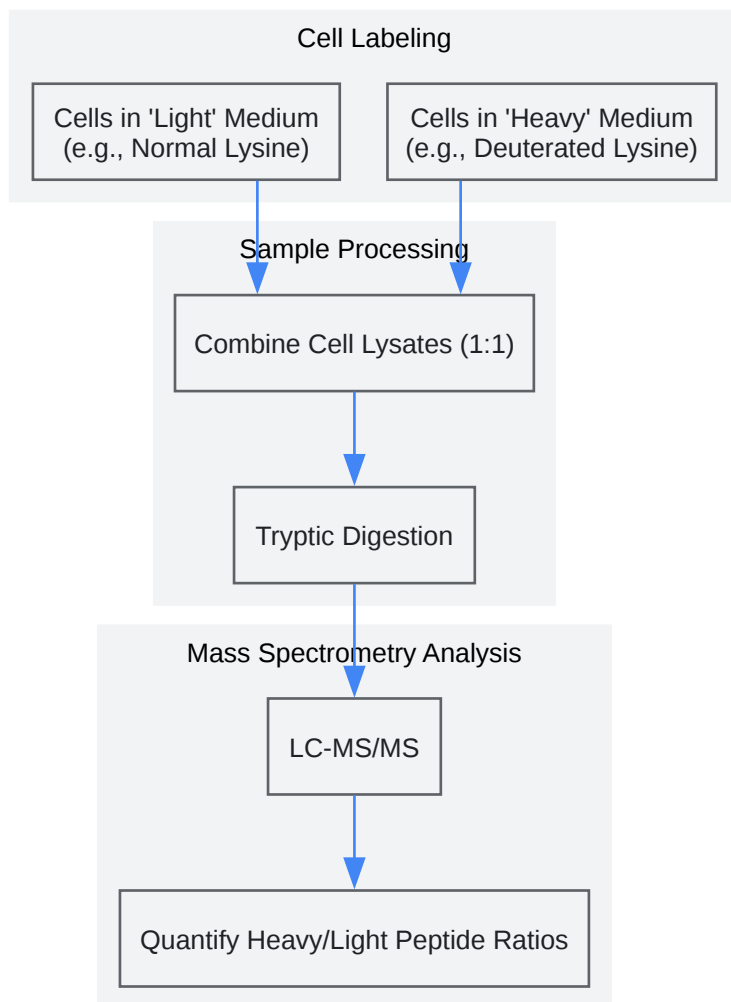 Cell Labeling
Cells in 'Light' Medium
(e.g., Normal Lysine)
Cells in 'Heavy' Medium
(e.g., Deuterated Lysine)
Sample Processing
Combine Cell Lysates (1:1)
Tryptic Digestion
Mass Spectrometry Analysis
LC-MS/MS
Quantify Heavy/Light Peptide Ratios